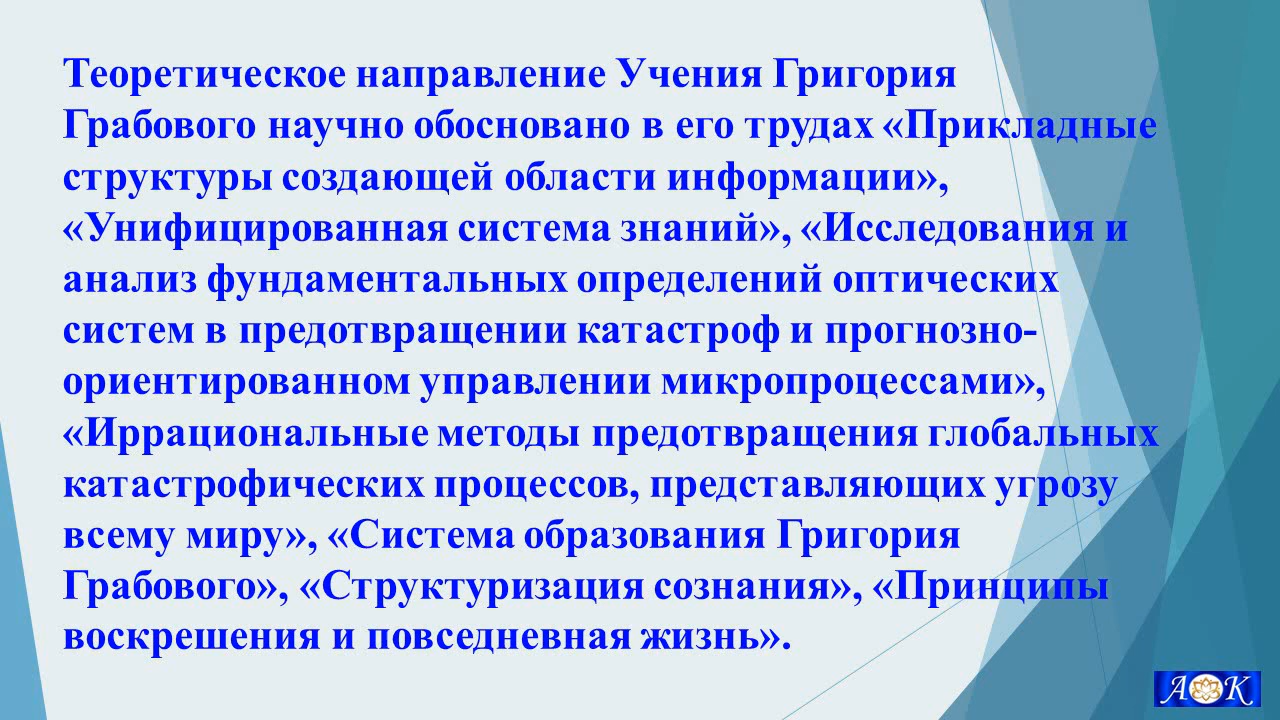 Теоретическое направление Учения Григория
Грабового научно обосновано в его трудах «Прикладные
структуры создающей области информации»,
«Унифицированная система знаний», «Исследования и
анализ фундаментальных определений оптических
систем в предотвращении катастроф и прогнозно-
ориентированном управлении микропроцессами»,
«Иррациональные методы предотвращения глобальных
катастрофических процессов, представляющих угрозу
всему миру», «Система образования Григория
Грабового», «Структуризация сознания», «Принципы
воскрешения и повседневная жизнь».
А К